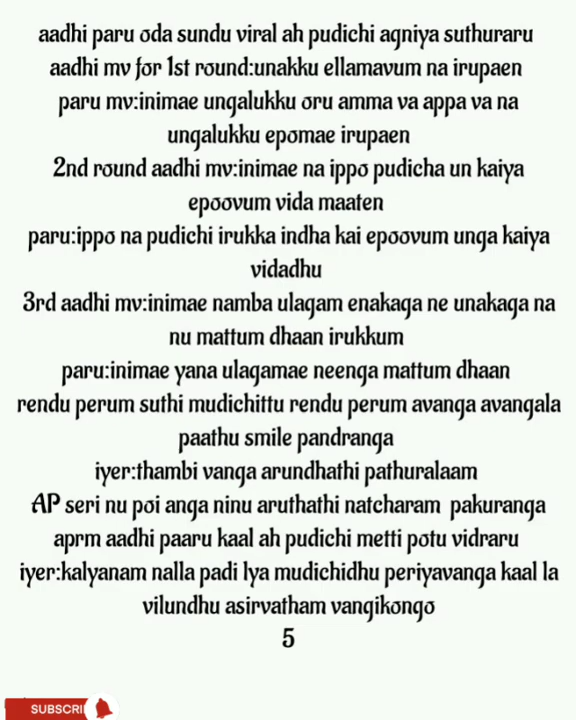 aadhi paru oda sundu viral ah pudichi agniya suthuraru
aadhi mv for 1st round:unakku ellamavum na irupaen
paru mv:inimae ungalukku oru amma va appa va na
ungalukku epomae irupaen
2nd round aadhi mv:inimae na ippo pudicha un kaiya
epoovum vida maaten
paru:ippo na pudichi irukka indha kai epoovum unga kaiya
vidadhu
3rd aadhi mv:inimae namba ulagam enakaga ne unakaga na
nu mattum dhaan irukkum
paru:inimae yana ulagamae neenga mattum dhaan
rendu perum suthi mudichittu rendu perum avanga avangala
paathu smile pandranga
iyer:thambi vanga arundhathi pathuralaam
AP seri nu poi anga ninu aruthathi natcharam pakuranga
aprm aadhi paaru kaal ah pudichi metti potu vidraru
iyer:kalyanam nalla padi lya mudichidhu periyavanga kaal la
vilundhu asirvatham vangikongo
5
SUBSCRI